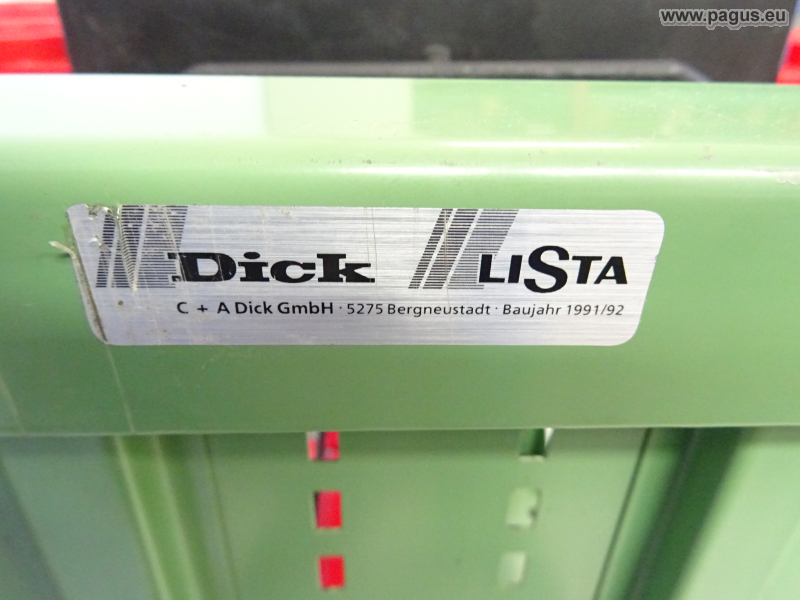 www.pagus.eu
Dick LISTA
C + A Dick GmbH · 5275 Bergneustadt · Baujahr 1991/92